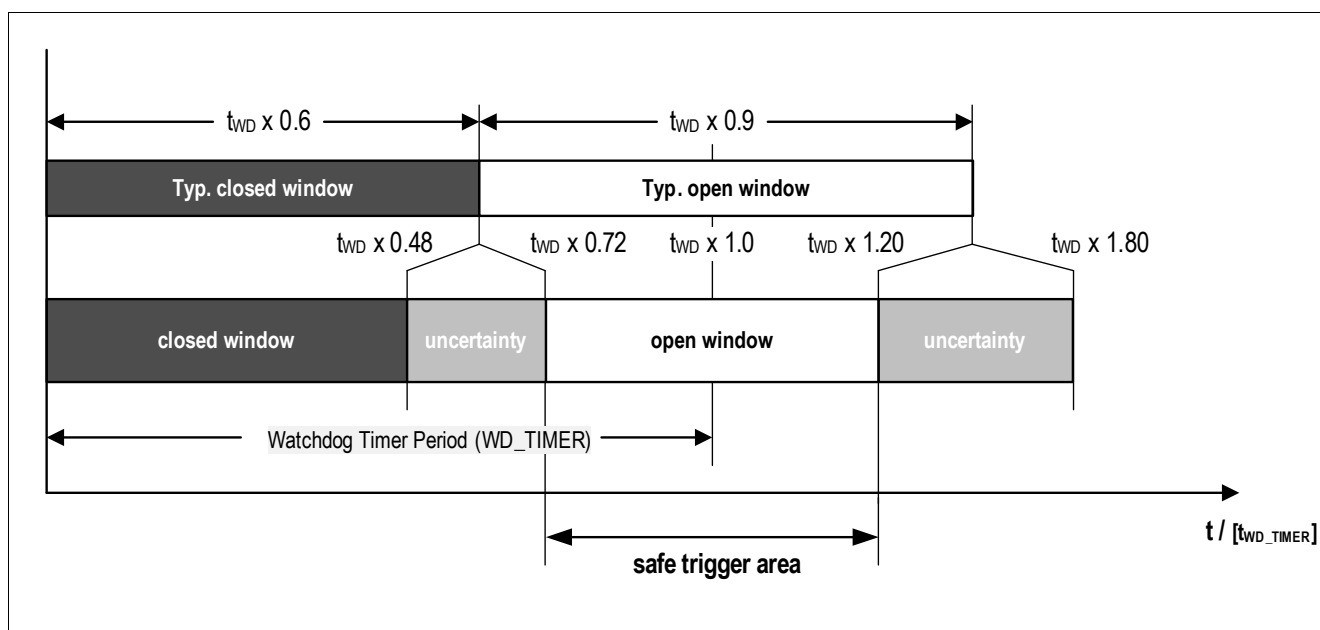 tWD x 0.6
tWD x 0.9
Typ. closed window
Typ. open window
tWD x 0.48
tWD x 0.72
tWD x 1.0
tWD x 1.20
tWD x 1.80
closed window
uncertainty
open window
uncertainty
Watchdog Timer Period (WD_TIMER)
t / [tWD_TIMER]
safe trigger area